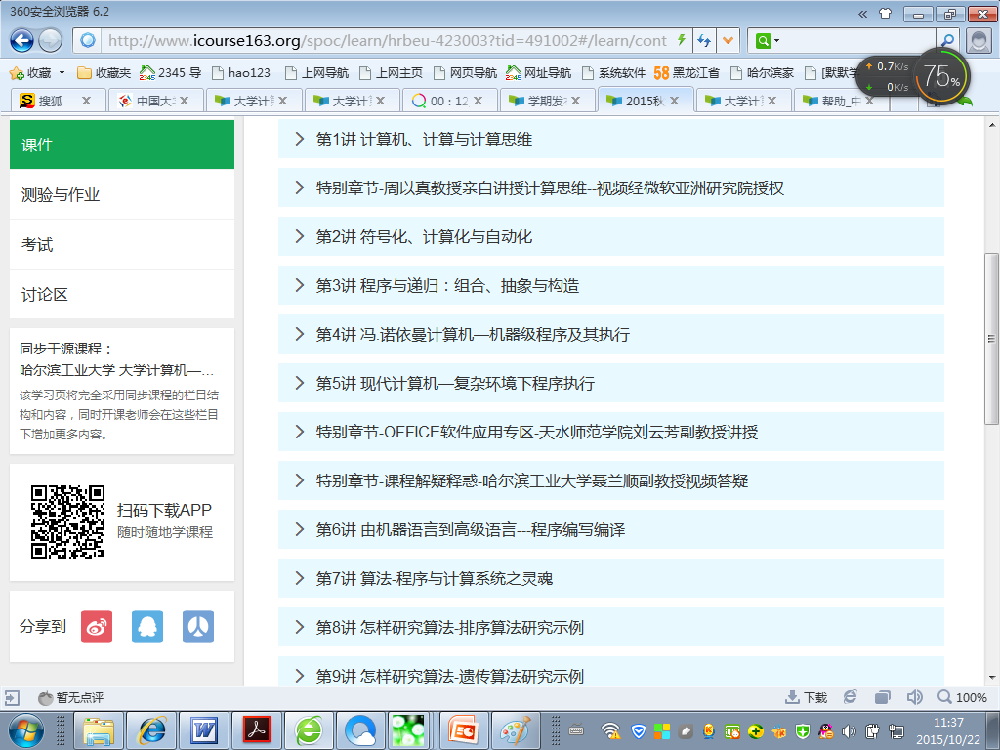 360安全浏览器 6.2
http://www.icourse163.org/spoc/learn/hrbeu-423003?tid=491002#/learn/cont
收藏 收藏夹 2345 导 hao123 上网导航 上网主页 网页导航 网址导航 系统软件 58 黑龙江省 哈尔滨家 [默默学
0.7K/s
0K/s
75%
搜狐 中国大 大学计 大学计 00：12 学期发 2015秋 大学计 帮助_中
课件
测验与作业
考试
讨论区
同步于源课程：
哈尔滨工业大学 大学计算机—...
该学习页将完全采用同步课程的栏目结
构和内容，同时开课老师会在这些栏目
下增加更多内容。
扫码下载APP
随时随地学课程
分享到
第1讲 计算机、计算与计算思维
特别章节-周以真教授亲自讲授计算思维--视频经微软亚洲研究院授权
第2讲 符号化、计算化与自动化
第3讲 程序与递归：组合、抽象与构造
第4讲 冯.诺依曼计算机—机器级程序及其执行
第5讲 现代计算机—复杂环境下程序执行
特别章节-OFFICE软件应用专区-天水师范学院刘云芳副教授讲授
特别章节-课程解疑释惑-哈尔滨工业大学聂兰顺副教授视频答疑
第6讲 由机器语言到高级语言---程序编写编译
第7讲 算法-程序与计算系统之灵魂
第8讲 怎样研究算法-排序算法研究示例
第9讲 怎样研究算法-遗传算法研究示例
暂无点评
下载
100%
11:37
2015/10/22